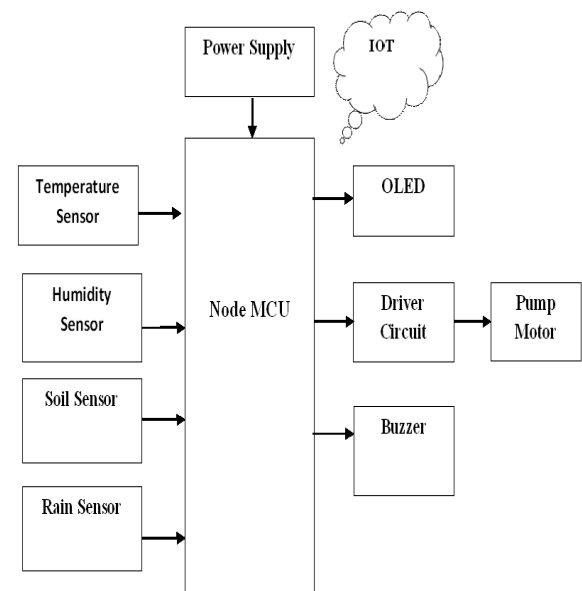 Power Supply
IOT
Temperature
Sensor
OLED
Humidity
Sensor
Node MCU
Driver
Circuit
Pump
Motor
Soil Sensor
Buzzer
Rain Sensor